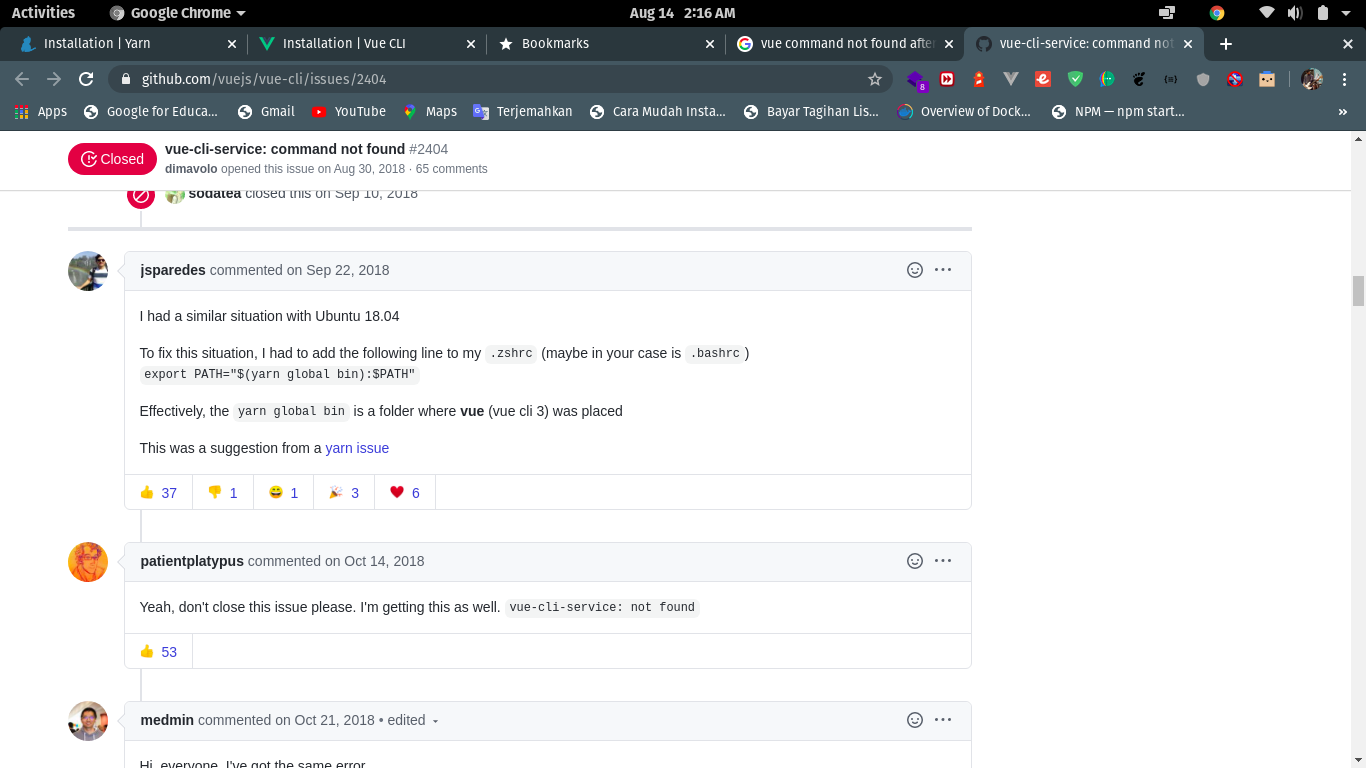 Activities
Google Chrome
Aug 14 2:16 AM
Installation | Yarn
Installation | Vue CLI
Bookmarks
vue command not found after
vue-cli-service: command not
github.com/vuejs/vue-cli/issues/2404
8
Apps
Google for Educa...
Gmail
YouTube
Maps
Terjemahkan
Cara Mudah Insta...
Bayar Tagihan Lis...
Overview of Dock...
NPM — npm start...
»
Closed
vue-cli-service: command not found #2404
dimavolo opened this issue on Aug 30, 2018 · 65 comments
sodatea closed this on Sep 10, 2018
jsparedes commented on Sep 22, 2018
I had a similar situation with Ubuntu 18.04
To fix this situation, I had to add the following line to my .zshrc (maybe in your case is .bashrc )
export PATH="$(yarn global bin):$PATH"
Effectively, the yarn global bin is a folder where vue (vue cli 3) was placed
This was a suggestion from a yarn issue
👍 37 👎 1 😄 1 🎉 3 ❤️ 6
patientplatypus commented on Oct 14, 2018
Yeah, don't close this issue please. I'm getting this as well. vue-cli-service: not found
👍 53
medmin commented on Oct 21, 2018 • edited
Hi, everyone, I've got the same error